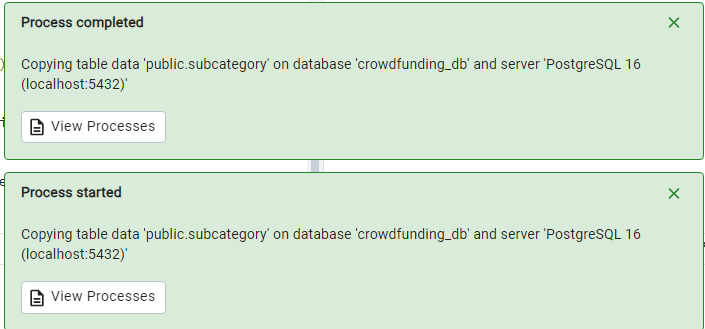 Process completed
Copying table data 'public.subcategory' on database 'crowdfunding_db' and server 'PostgreSQL 16
(localhost:5432)'
View Processes
Process started
Copying table data 'public.subcategory' on database 'crowdfunding_db' and server 'PostgreSQL 16
(localhost:5432)'
View Processes